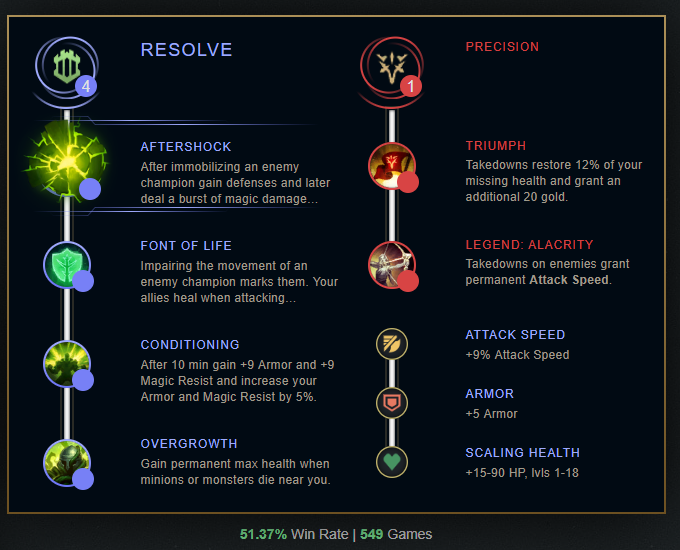 RESOLVE
4
AFTERSHOCK
After immobilizing an enemy
champion gain defenses and later
deal a burst of magic damage...
FONT OF LIFE
Impairing the movement of an
enemy champion marks them. Your
allies heal when attacking...
CONDITIONING
After 10 min gain +9 Armor and +9
Magic Resist and increase your
Armor and Magic Resist by 5%.
OVERGROWTH
Gain permanent max health when
minions or monsters die near you.
PRECISION
1
TRIUMPH
Takedowns restore 12% of your
missing health and grant an
additional 20 gold.
LEGEND: ALACRITY
Takedowns on enemies grant
permanent Attack Speed.
ATTACK SPEED
+9% Attack Speed
ARMOR
+5 Armor
SCALING HEALTH
+15-90 HP, lvls 1-18
51.37% Win Rate | 549 Games